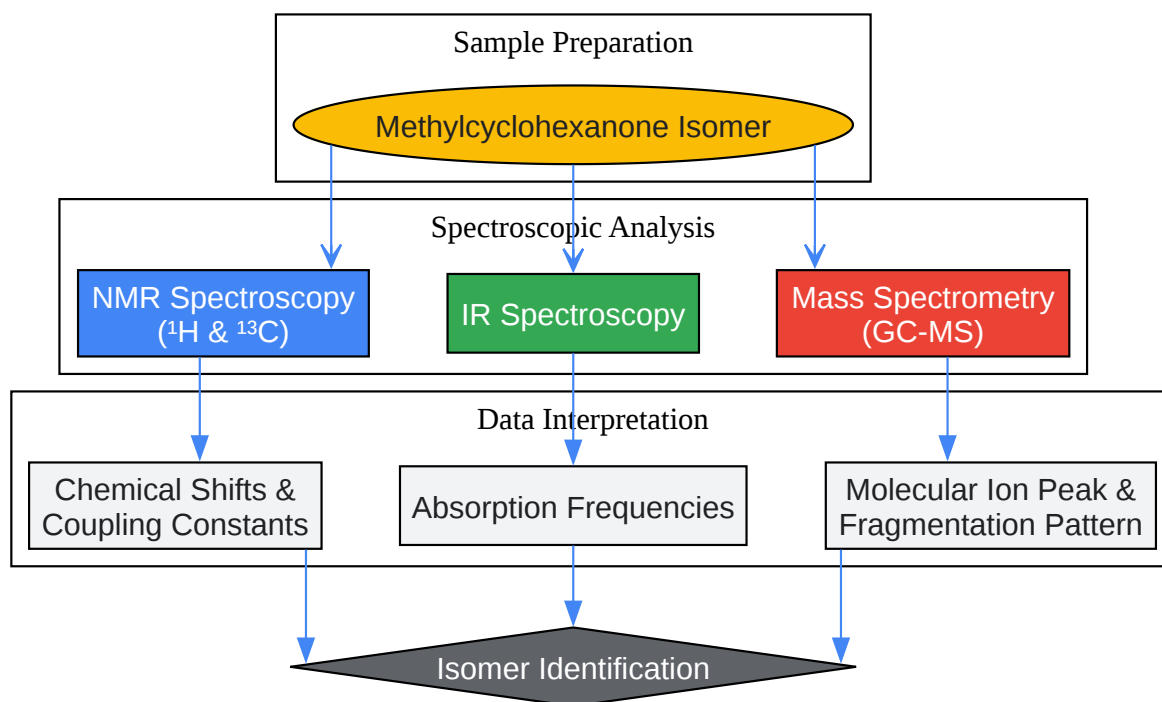 Sample Preparation
Methylcyclohexanone Isomer
Spectroscopic Analysis
NMR Spectroscopy
(¹H & ¹³C)
IR Spectroscopy
Mass Spectrometry
(GC-MS)
Data Interpretation
Chemical Shifts &
Coupling Constants
Absorption Frequencies
Molecular Ion Peak &
Fragmentation Pattern
Isomer Identification